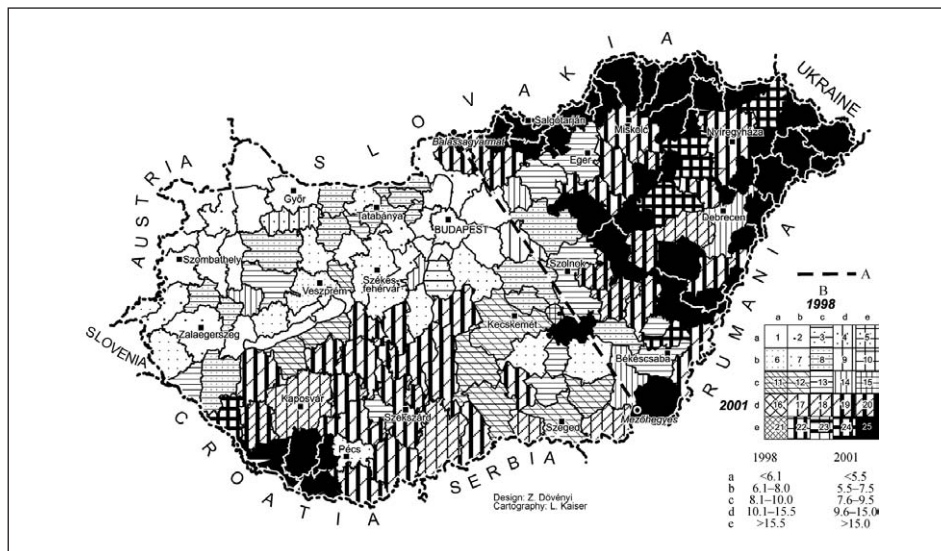 SLOVAKIA
UKRAINE
AUSTRIA
SLOVENIA
CROATIA
SERBIA
RUMANIA
Salgótarján
Balassagyarmat
Miskolc
Nyíregyháza
Eger
Győr
Tatabánya
BUDAPEST
Debrecen
Szombathely
Veszprém
Székes-
fehérvár
Szolnok
Zalaegerszeg
Kecskemét
Békéscsaba
Kaposvár
Szekszárd
Szeged
Mezőhegyes
Pécs
Design: Z. Dövényi
Cartography: L. Kaiser
A
B
1998
a b c d e
a 1 2 3 4 5
b 6 7 8 9 10
c 11 12 13 14 15
2001 d 16 17 18 19 20
e 21 22 23 24 25
1998 2001
a <6.1 <5.5
b 6.1–8.0 5.5–7.5
c 8.1–10.0 7.6–9.5
d 10.1–15.5 9.6–15.0
e >15.5 >15.0